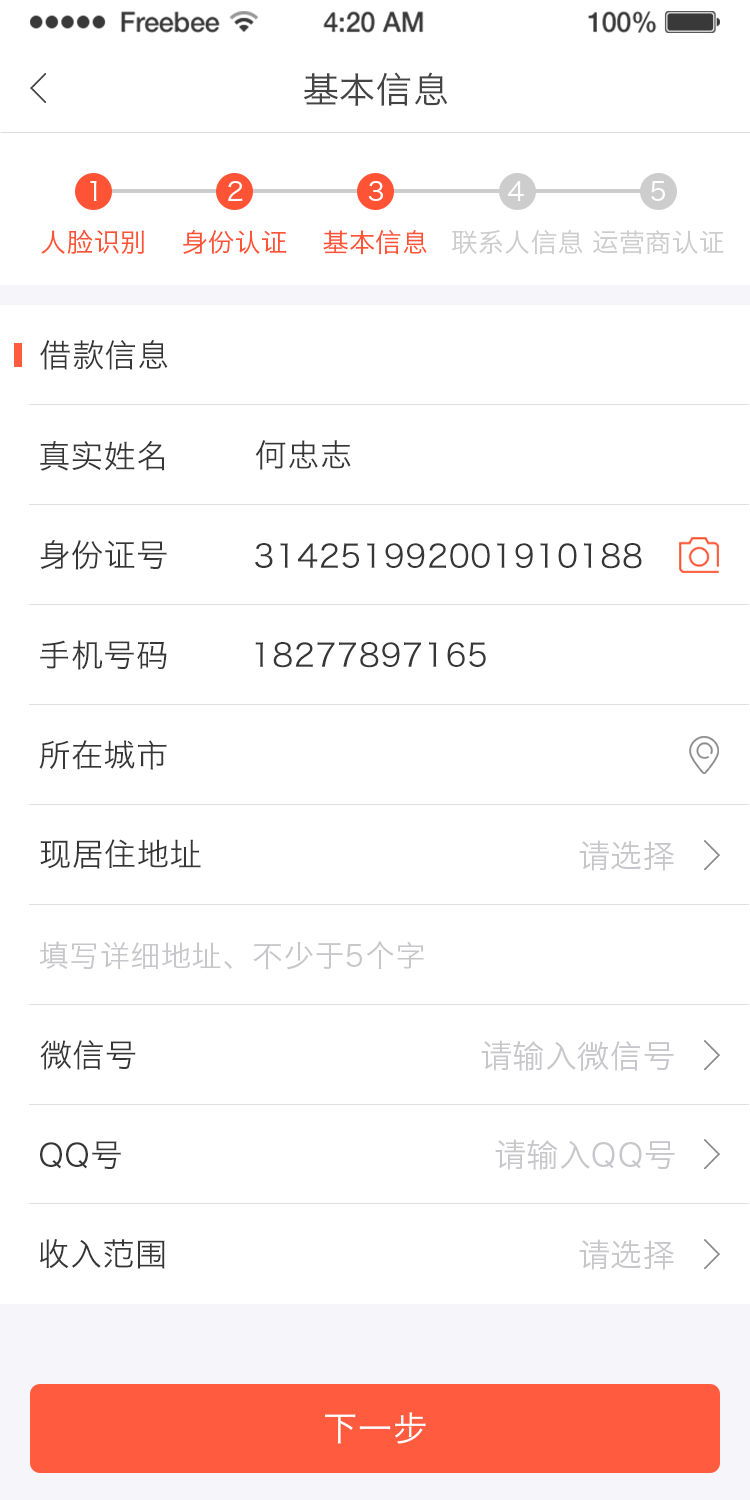 Freebee 4:20 AM 100%
基本信息
1 2 3 4 5
人脸识别 身份认证 基本信息 联系人信息 运营商认证
借款信息
真实姓名 何忠志
身份证号 314251992001910188
手机号码 18277897165
所在城市
现居住地址 请选择
填写详细地址、不少于5个字
微信号 请输入微信号
QQ号 请输入QQ号
收入范围 请选择
下一步